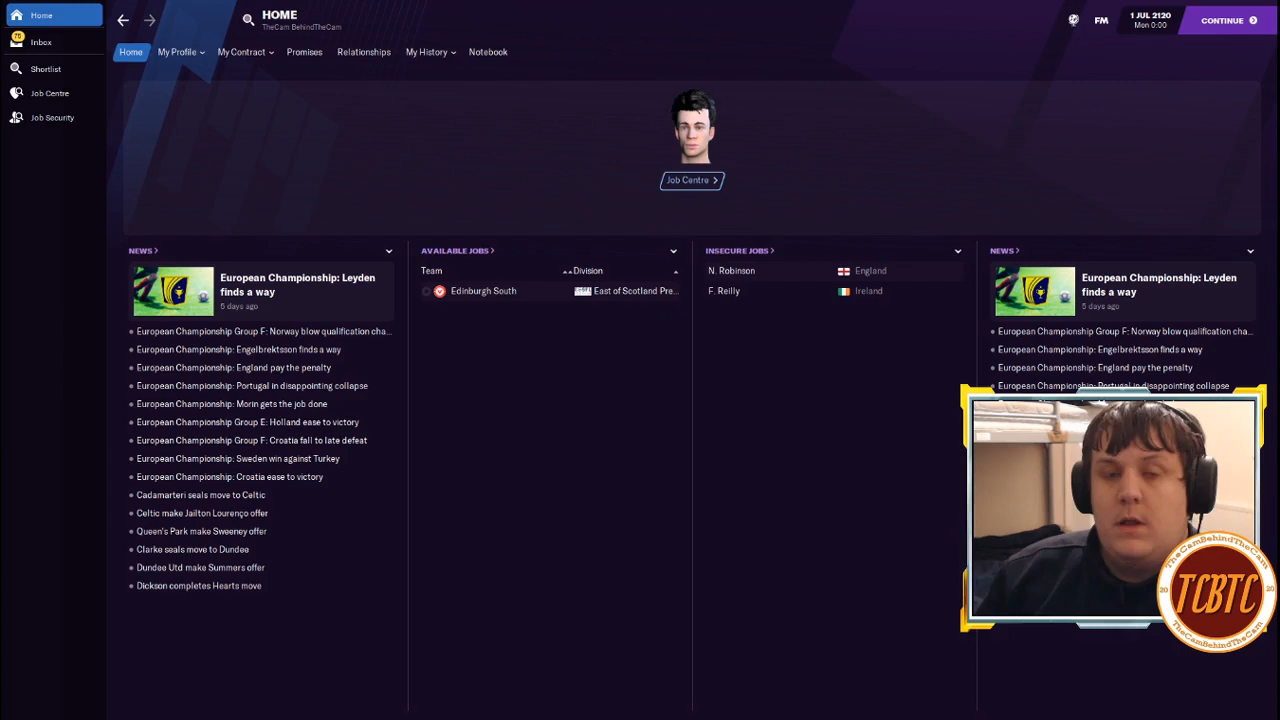 Home
75
Inbox
Shortlist
Job Centre
Job Security
HOME
TheCam BehindTheCam
FM
1 JUL 2120
Mon 0:00
CONTINUE
Home
My Profile
My Contract
Promises
Relationships
My History
Notebook
Job Centre
NEWS
European Championship: Leyden
finds a way
5 days ago
European Championship Group F: Norway blow qualification cha...
European Championship: Engelbrektsson finds a way
European Championship: England pay the penalty
European Championship: Portugal in disappointing collapse
European Championship: Morin gets the job done
European Championship Group E: Holland ease to victory
European Championship Group F: Croatia fall to late defeat
European Championship: Sweden win against Turkey
European Championship: Croatia ease to victory
Cadamarteri seals move to Celtic
Celtic make Jailton Lourenço offer
Queen's Park make Sweeney offer
Clarke seals move to Dundee
Dundee Utd make Summers offer
Dickson completes Hearts move
AVAILABLE JOBS
Team Division
Edinburgh South East of Scotland Pre...
INSECURE JOBS
N. Robinson England
F. Reilly Ireland
NEWS
European Championship: Leyden
finds a way
5 days ago
European Championship Group F: Norway blow qualification cha...
European Championship: Engelbrektsson finds a way
European Championship: England pay the penalty
European Championship: Portugal in disappointing collapse
TheCamBehindTheCam
20 TCBTC 20
TheCamBehindTheCam